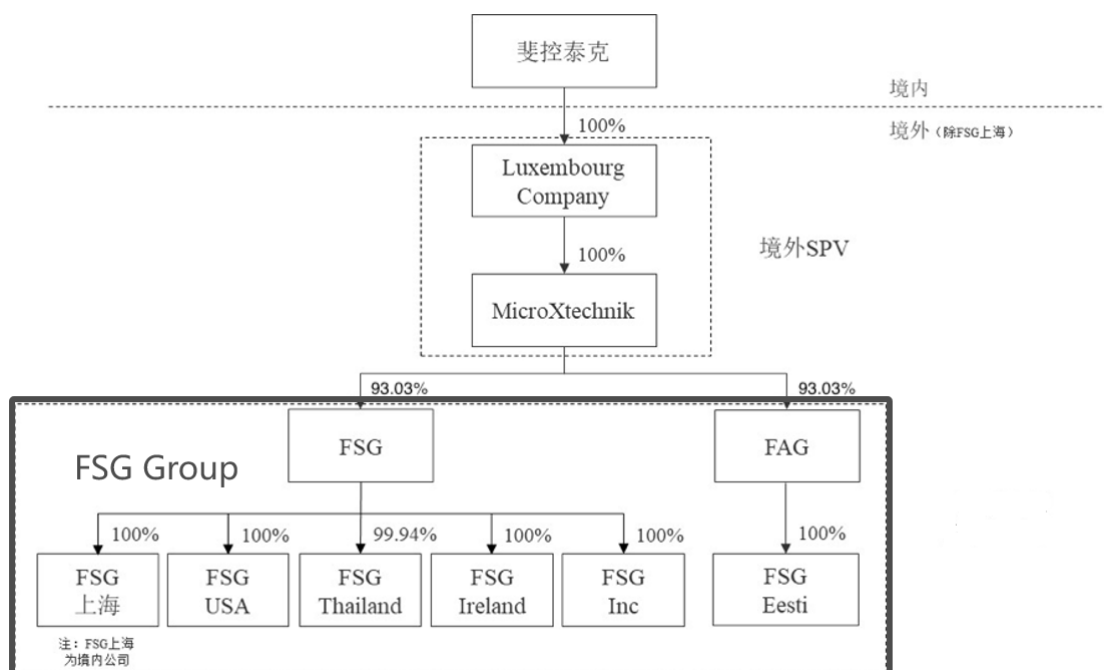 斐控泰克
境内
100%
境外（除FSG上海）
Luxembourg
Company
100%
境外SPV
MicroXtechnik
93.03%
93.03%
FSG
FAG
FSG Group
100%
100%
99.94%
100%
100%
100%
FSG
上海
FSG
USA
FSG
Thailand
FSG
Ireland
FSG
Inc
FSG
Eesti
注：FSG上海
为境内公司